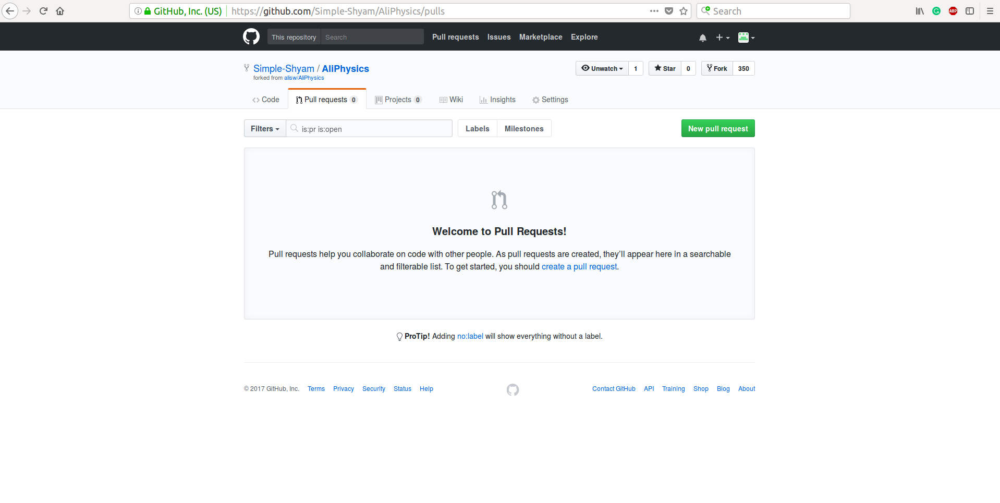 GitHub, Inc. (US) https://github.com/Simple-Shyam/AliPhysics/pulls Search ABP
This repository Search Pull requests Issues Marketplace Explore
Simple-Shyam / AliPhysics
forked from alisw/AliPhysics
Unwatch 1 Star 0 Fork 350
Code Pull requests 0 Projects 0 Wiki Insights Settings
Filters is:pr is:open Labels Milestones New pull request
Welcome to Pull Requests!
Pull requests help you collaborate on code with other people. As pull requests are created, they’ll appear here in a searchable
and filterable list. To get started, you should create a pull request.
ProTip! Adding no:label will show everything without a label.
© 2017 GitHub, Inc. Terms Privacy Security Status Help Contact GitHub API Training Shop Blog About